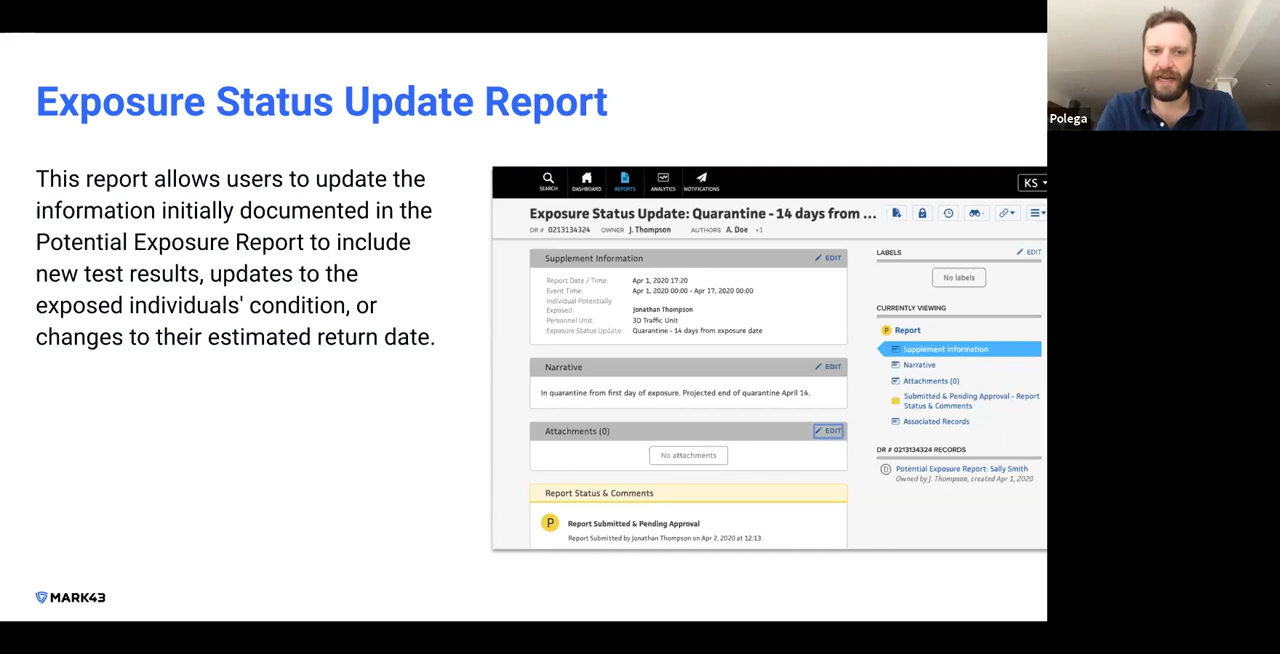 Exposure Status Update Report
This report allows users to update the
information initially documented in the
Potential Exposure Report to include
new test results, updates to the
exposed individuals' condition, or
changes to their estimated return date.
SEARCH DASHBOARD REPORTS ANALYTICS NOTIFICATIONS
KS
Exposure Status Update: Quarantine - 14 days from ...
DR # 0213134324 OWNER J. Thompson AUTHORS A. Doe +1
Supplement Information EDIT
Report Date / Time: Apr 1, 2020 17:20
Event Time: Apr 1, 2020 00:00 - Apr 17, 2020 00:00
Individual Potentially
Exposed: Jonathan Thompson
Personnel Unit: 3D Traffic Unit
Exposure Status Update: Quarantine - 14 days from exposure date
Narrative EDIT
In quarantine from first day of exposure. Projected end of quarantine April 14.
Attachments (0) EDIT
No attachments
Report Status & Comments
P Report Submitted & Pending Approval
Report Submitted by Jonathan Thompson on Apr 2, 2020 at 12:13.
LABELS EDIT
No labels
CURRENTLY VIEWING
P Report
Supplement Information
Narrative
Attachments (0)
Submitted & Pending Approval - Report
Status & Comments
Associated Records
DR # 0213134324 RECORDS
D Potential Exposure Report: Sally Smith
Owned by J. Thompson, created Apr 1, 2020
MARK43
Polega